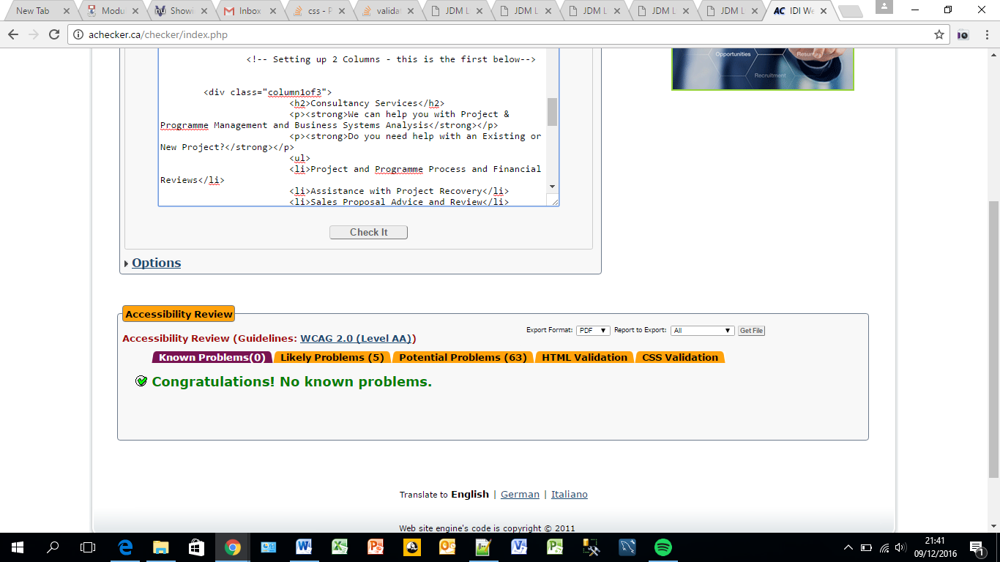 New Tab
Modu
Showi
Inbox
css - P
valida
JDM L
JDM L
JDM L
JDM L
JDM L
AC IDI We
achecker.ca/checker/index.php
<!-- Setting up 2 Columns - this is the first below-->
<div class="column1of3">
<h2>Consultancy Services</h2>
<p><strong>We can help you with Project &
Programme Management and Business Systems Analysis</strong></p>
<p><strong>Do you need help with an Existing or
New Project?</strong></p>
<ul>
<li>Project and Programme Process and Financial
Reviews</li>
<li>Assistance with Project Recovery</li>
<li>Sales Proposal Advice and Review</li>
Opportunities
Recruitment
Check It
Options
Accessibility Review
Export Format: PDF Report to Export: All Get File
Accessibility Review (Guidelines: WCAG 2.0 (Level AA))
Known Problems(0) Likely Problems (5) Potential Problems (63) HTML Validation CSS Validation
Congratulations! No known problems.
Translate to English | German | Italiano
Web site engine's code is copyright © 2011
21:41
09/12/2016
1